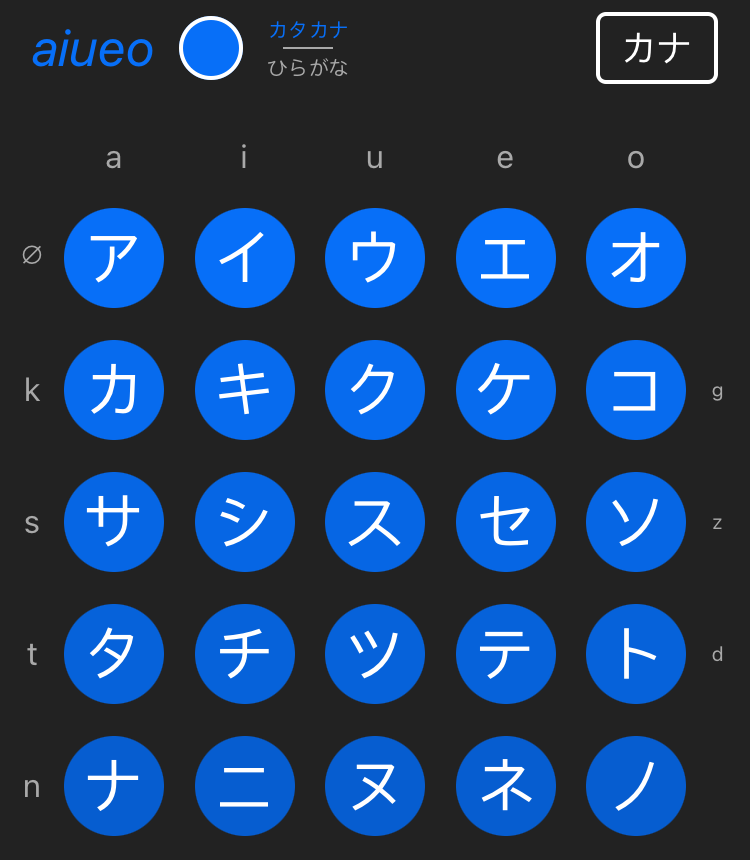 aiueo
カタカナ
ひらがな
カナ
a i u e o
∅ ア イ ウ エ オ
k カ キ ク ケ コ g
s サ シ ス セ ソ z
t タ チ ツ テ ト d
n ナ ニ ヌ ネ ノ